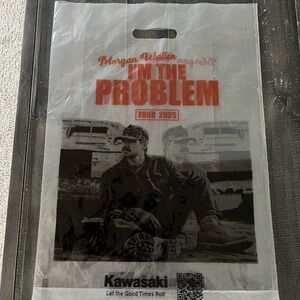 Morgan Wallen
I'M THE
PROBLEM
TOUR 2025
Kawasaki
Let the Good Times Roll